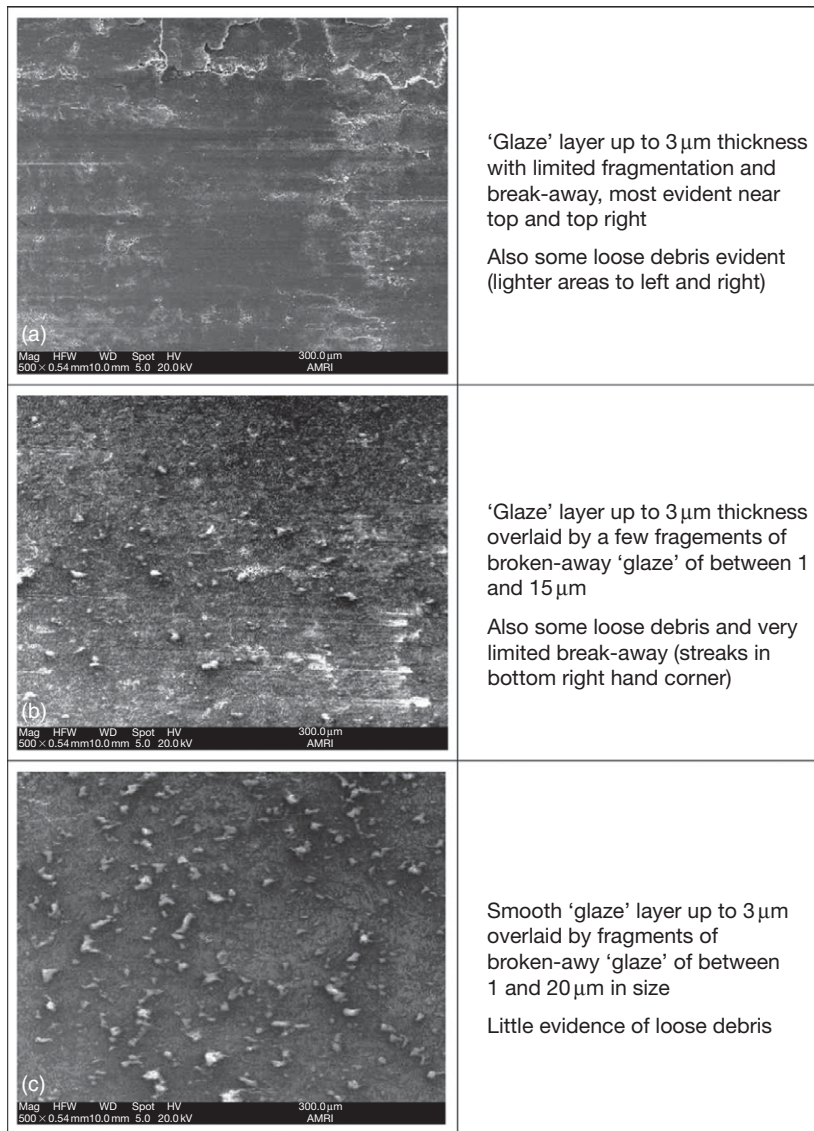 ‘Glaze’ layer up to 3 μm thickness
with limited fragmentation and
break-away, most evident near
top and top right
Also some loose debris evident
(lighter areas to left and right)
(a)
Mag HFW WD Spot HV 300.0 μm
500 × 0.54 mm 10.0 mm 5.0 20.0 kV AMRI
‘Glaze’ layer up to 3 μm thickness
overlaid by a few fragements of
broken-away ‘glaze’ of between 1
and 15 μm
Also some loose debris and very
limited break-away (streaks in
bottom right hand corner)
(b)
Mag HFW WD Spot HV 300.0 μm
500 × 0.54 mm 10.0 mm 5.0 20.0 kV AMRI
Smooth ‘glaze’ layer up to 3 μm
overlaid by fragments of
broken-awy ‘glaze’ of between
1 and 20 μm in size
Little evidence of loose debris
(c)
Mag HFW WD Spot HV 300.0 μm
500 × 0.54 mm 10.0 mm 5.0 20.0 kV AMRI